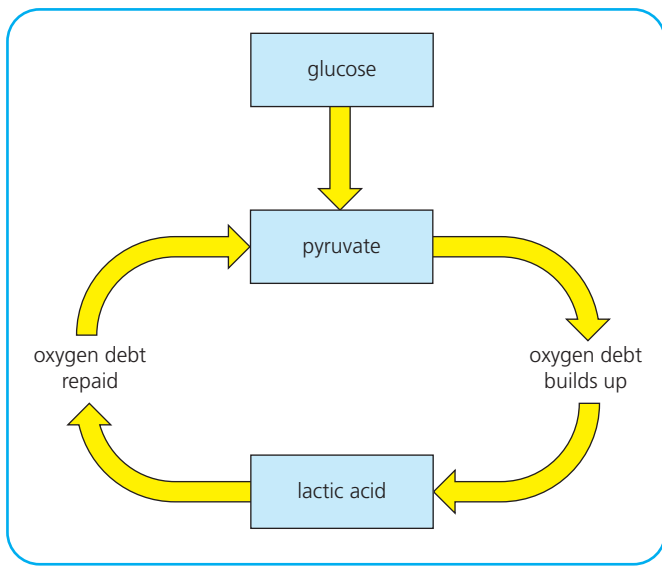 glucose
pyruvate
oxygen debt
repaid
oxygen debt
builds up
lactic acid